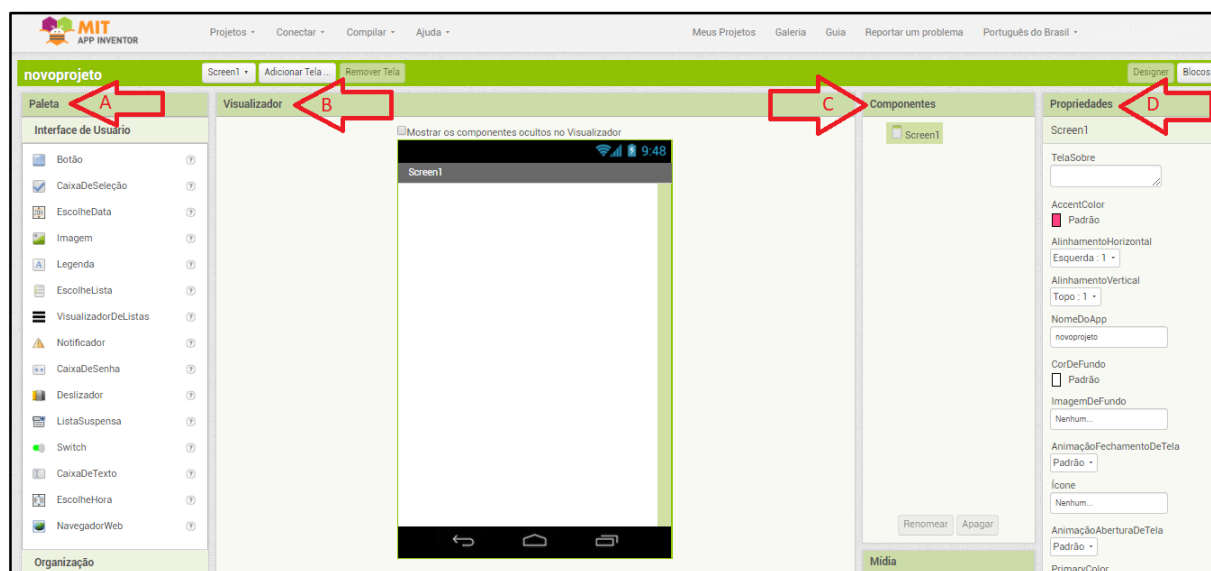 MIT
APP INVENTOR
Projetos
Conectar
Compilar
Ajuda
Meus Projetos
Galeria
Guia
Reportar um problema
Português do Brasil
novoprojeto
Screen1
Adicionar Tela ...
Remover Tela
Designer
Blocos
Paleta
A
Visualizador
B
C
Componentes
Propriedades
D
Interface de Usuário
Botão
CaixaDeSeleção
EscolheData
Imagem
Legenda
EscolheLista
VisualizadorDeListas
Notificador
CaixaDeSenha
Deslizador
ListaSuspensa
Switch
CaixaDeTexto
EscolheHora
NavegadorWeb
Organização
Mostrar os componentes ocultos no Visualizador
9:48
Screen1
Screen1
Renomear
Apagar
Mídia
Screen1
TelaSobre
AccentColor
Padrão
AlinhamentoHorizontal
Esquerda : 1
AlinhamentoVertical
Topo : 1
NomeDoApp
novoprojeto
CorDeFundo
Padrão
ImagemDeFundo
Nenhum...
AnimaçãoFechamentoDeTela
Padrão
Ícone
Nenhum...
AnimaçãoAberturaDeTela
Padrão
PrimaryColor